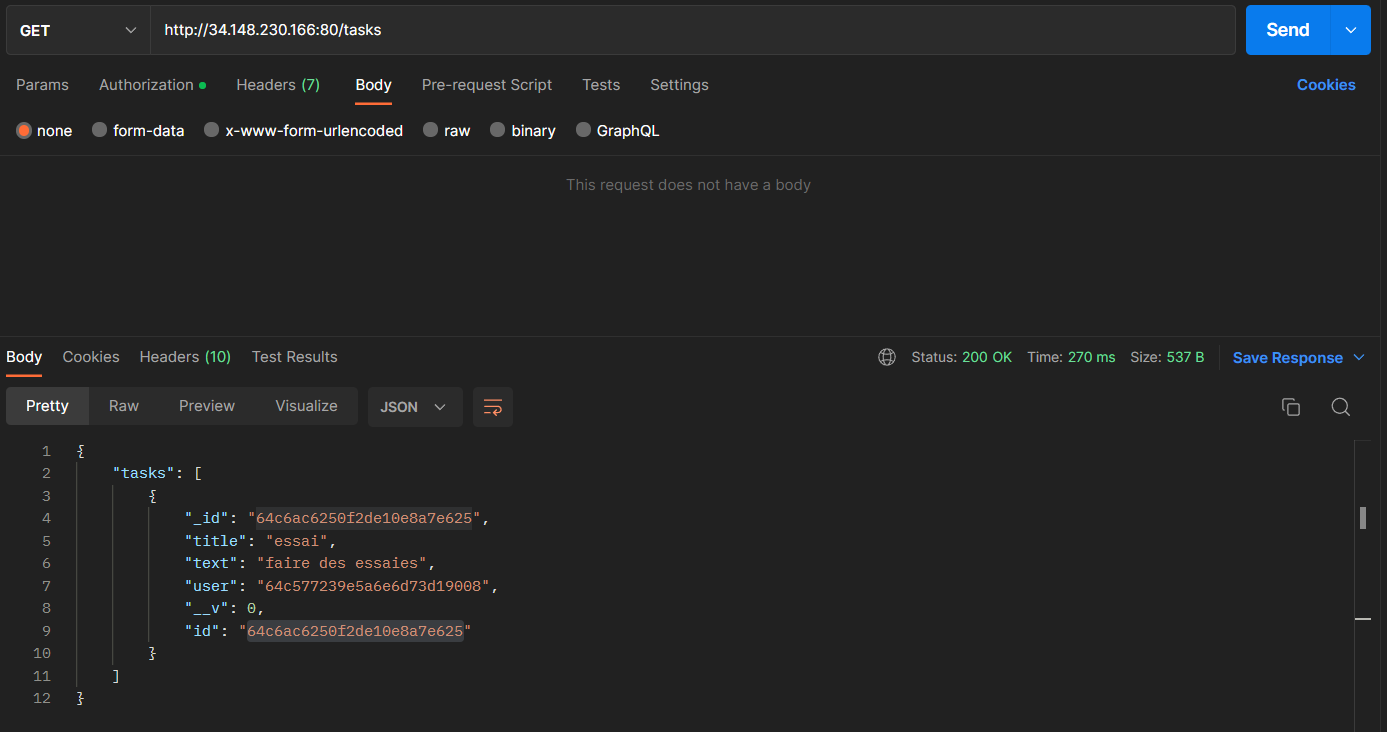 GET http://34.148.230.166:80/tasks Send
Params Authorization Headers (7) Body Pre-request Script Tests Settings Cookies
none form-data x-www-form-urlencoded raw binary GraphQL
This request does not have a body
Body Cookies Headers (10) Test Results Status: 200 OK Time: 270 ms Size: 537 B Save Response
Pretty Raw Preview Visualize JSON
1 {
2 "tasks": [
3 {
4 "_id": "64c6ac6250f2de10e8a7e625",
5 "title": "essai",
6 "text": "faire des essaies",
7 "user": "64c577239e5a6e6d73d19008",
8 "__v": 0,
9 "id": "64c6ac6250f2de10e8a7e625"
10 }
11 ]
12 }